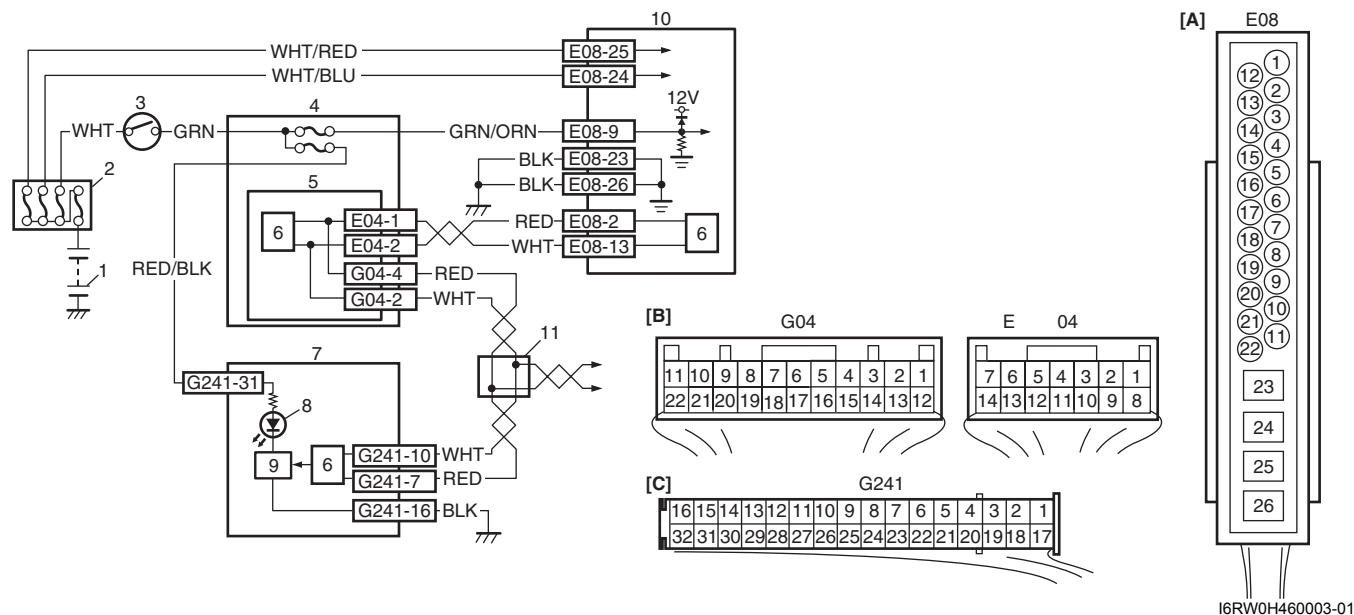 10
[A] E08
WHT/RED E08-25
WHT/BLU E08-24
3 4 12V
WHT GRN GRN/ORN E08-9
BLK E08-23
2 5 BLK E08-26
6 E04-1 RED E08-2 6
E04-2 WHT E08-13
1 RED/BLK G04-4 RED
G04-2 WHT
11
7
G241-31
8
9 6 G241-10 WHT
G241-7 RED
G241-16 BLK
[B] G04 E 04
11 10 9 8 7 6 5 4 3 2 1 7 6 5 4 3 2 1
22 21 20 19 18 17 16 15 14 13 12 14 13 12 11 10 9 8
[C] G241
16 15 14 13 12 11 10 9 8 7 6 5 4 3 2 1
32 31 30 29 28 27 26 25 24 23 22 21 20 19 18 17
1
12
2
13
3
14
4
15
5
16
6
17
7
18
8
19
9
20
10
21
11
22
23
24
25
26
I6RW0H460003-01